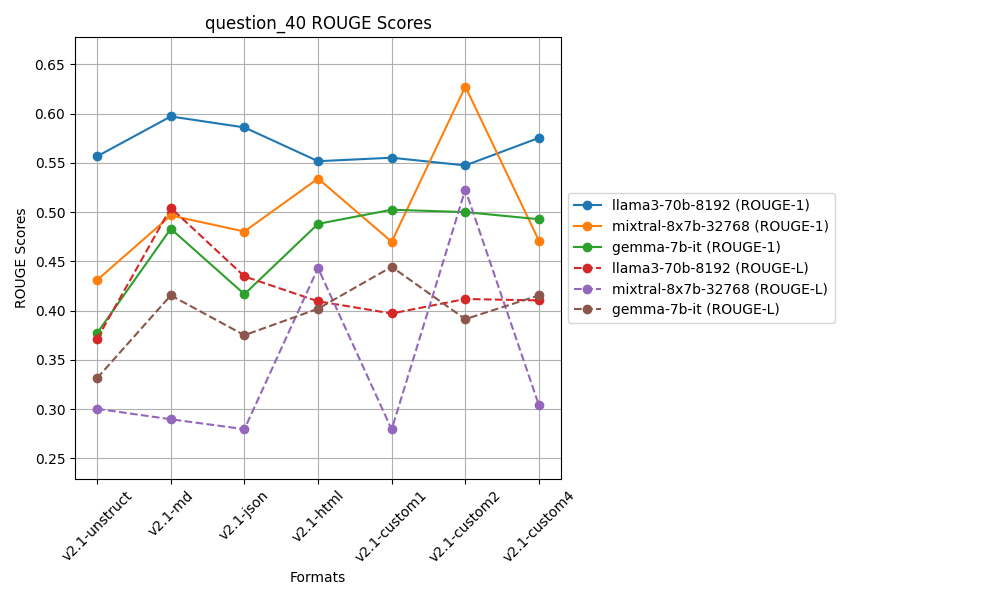 question_40 ROUGE Scores
ROUGE Scores
0.65
0.60
0.55
0.50
0.45
0.40
0.35
0.30
0.25
v2.1-unstruct
v2.1-md
v2.1-json
v2.1-html
v2.1-custom1
v2.1-custom2
v2.1-custom4
Formats
llama3-70b-8192 (ROUGE-1)
mixtral-8x7b-32768 (ROUGE-1)
gemma-7b-it (ROUGE-1)
llama3-70b-8192 (ROUGE-L)
mixtral-8x7b-32768 (ROUGE-L)
gemma-7b-it (ROUGE-L)